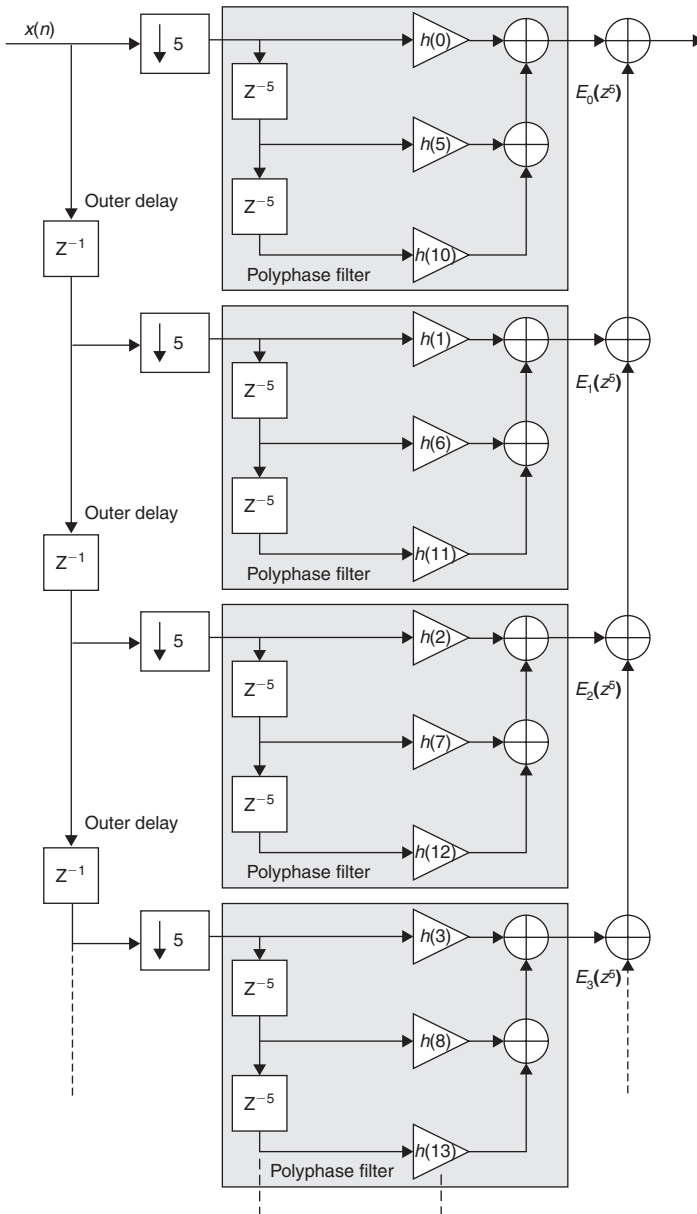 x(n)
5
h(0)
Z⁻⁵
E₀(z⁵)
h(5)
Z⁻⁵
Outer delay
Z⁻¹
h(10)
Polyphase filter
5
h(1)
Z⁻⁵
E₁(z⁵)
h(6)
Z⁻⁵
Outer delay
Z⁻¹
h(11)
Polyphase filter
5
h(2)
Z⁻⁵
E₂(z⁵)
h(7)
Z⁻⁵
Outer delay
Z⁻¹
h(12)
Polyphase filter
5
h(3)
Z⁻⁵
E₃(z⁵)
h(8)
Z⁻⁵
h(13)
Polyphase filter